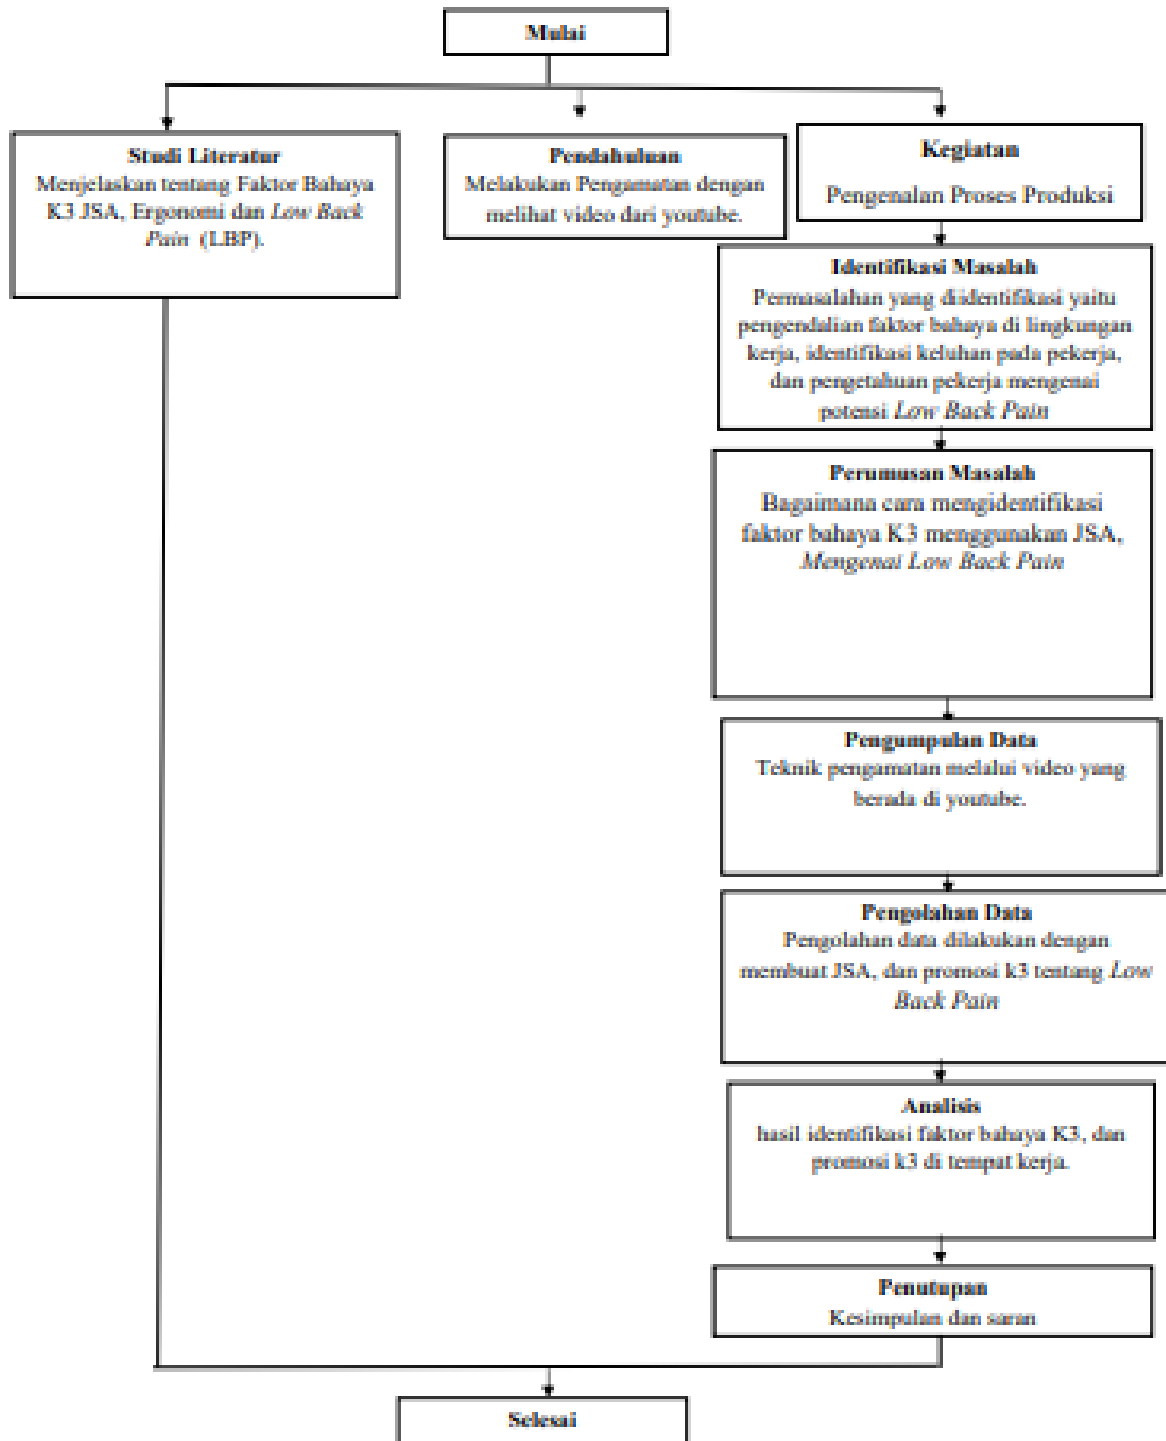 Mulai
Studi Literatur
Menjelaskan tentang Faktor Bahaya
K3 JSA, Ergonomi dan Low Back
Pain (LBP).
Pendahuluan
Melakukan Pengamatan dengan
melihat video dari youtube.
Kegiatan
Pengenalan Proses Produksi
Identifikasi Masalah
Permasalahan yang diidentifikasi yaitu
pengendalian faktor bahaya di lingkungan
kerja, identifikasi keluhan pada pekerja,
dan pengetahuan pekerja mengenai
potensi Low Back Pain
Perumusan Masalah
Bagaimana cara mengidentifikasi
faktor bahaya K3 menggunakan JSA,
Mengenai Low Back Pain
Pengumpulan Data
Teknik pengamatan melalui video yang
berada di youtube.
Pengolahan Data
Pengolahan data dilakukan dengan
membuat JSA, dan promosi k3 tentang Low
Back Pain
Analisis
hasil identifikasi faktor bahaya K3, dan
promosi k3 di tempat kerja.
Penutupan
Kesimpulan dan saran
Selesai